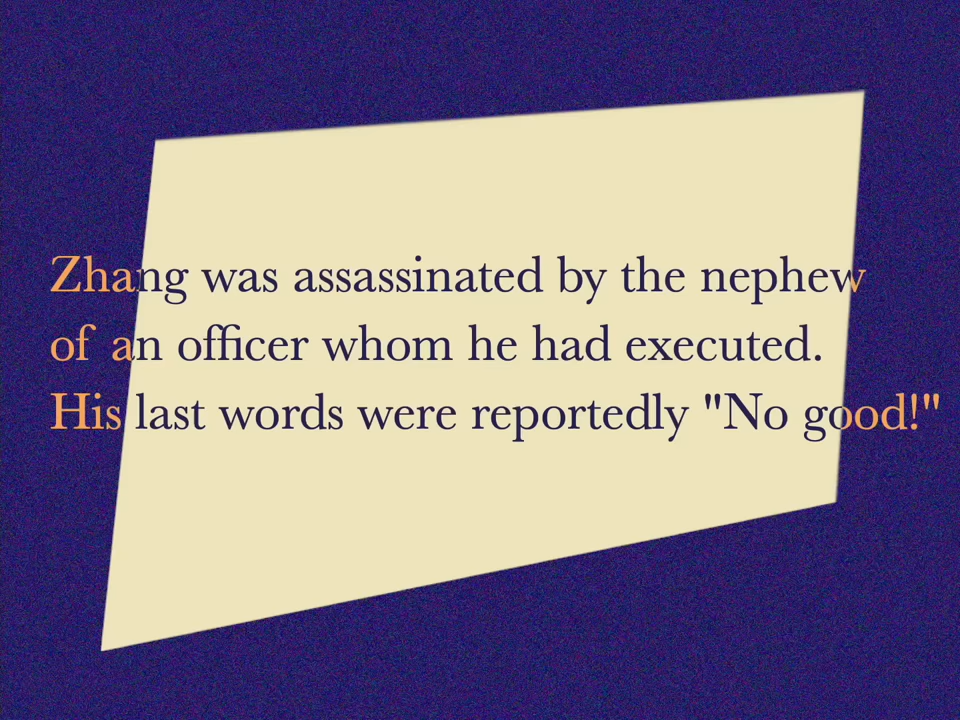 Zhang was assassinated by the nephew
of an officer whom he had executed.
His last words were reportedly "No good!"